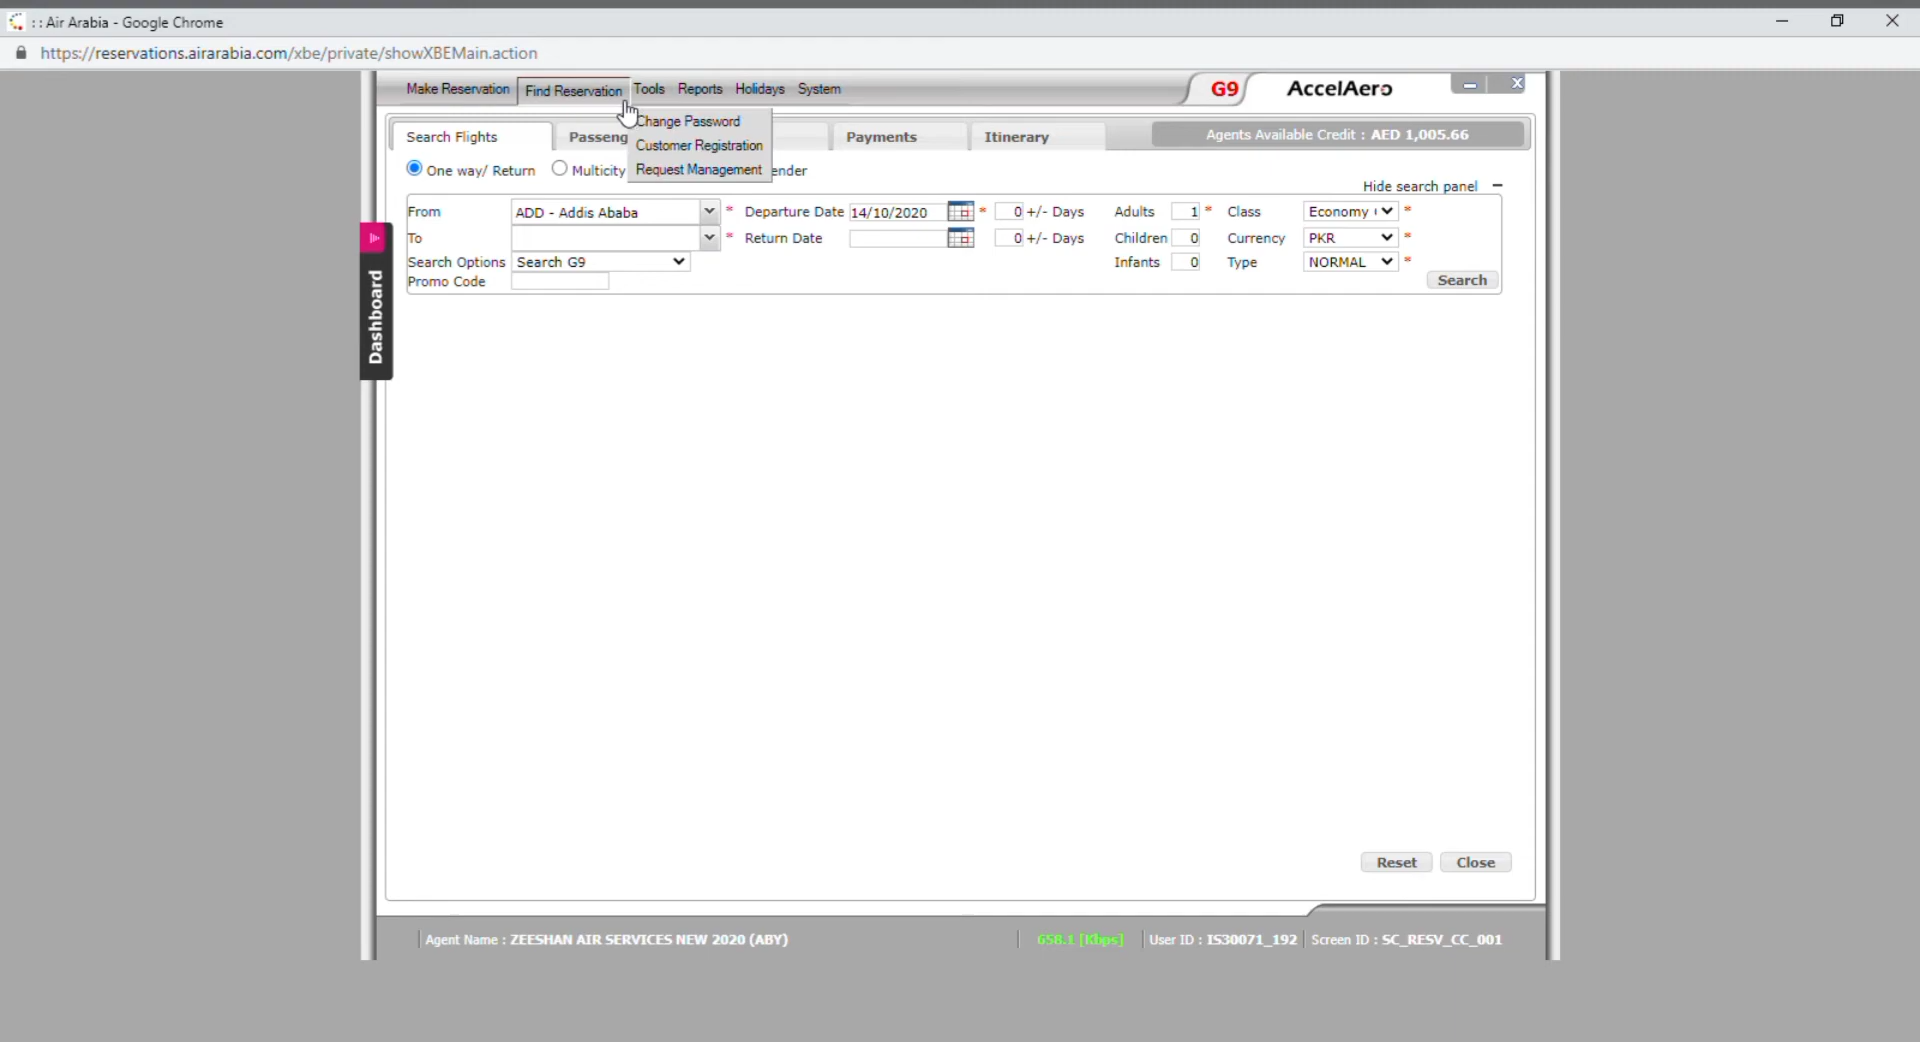 :: Air Arabia - Google Chrome
https://reservations.airarabia.com/xbe/private/showXBEMain.action
Make Reservation Find Reservation Tools Reports Holidays System G9 AccelAero
Change Password
Customer Registration
Request Management
Search Flights Passeng Payments Itinerary Agents Available Credit : AED 1,005.66
One way/ Return Multicity ender
Hide search panel
From ADD - Addis Ababa * Departure Date 14/10/2020 * 0 +/- Days Adults 1 * Class Economy *
To * Return Date 0 +/- Days Children 0 Currency PKR *
Search Options Search G9 Infants 0 Type NORMAL *
Promo Code Search
Dashboard
Reset Close
Agent Name : ZEESHAN AIR SERVICES NEW 2020 (ABY) 658.1 [Kbps] User ID : IS30071_192 Screen ID : SC_RESV_CC_001